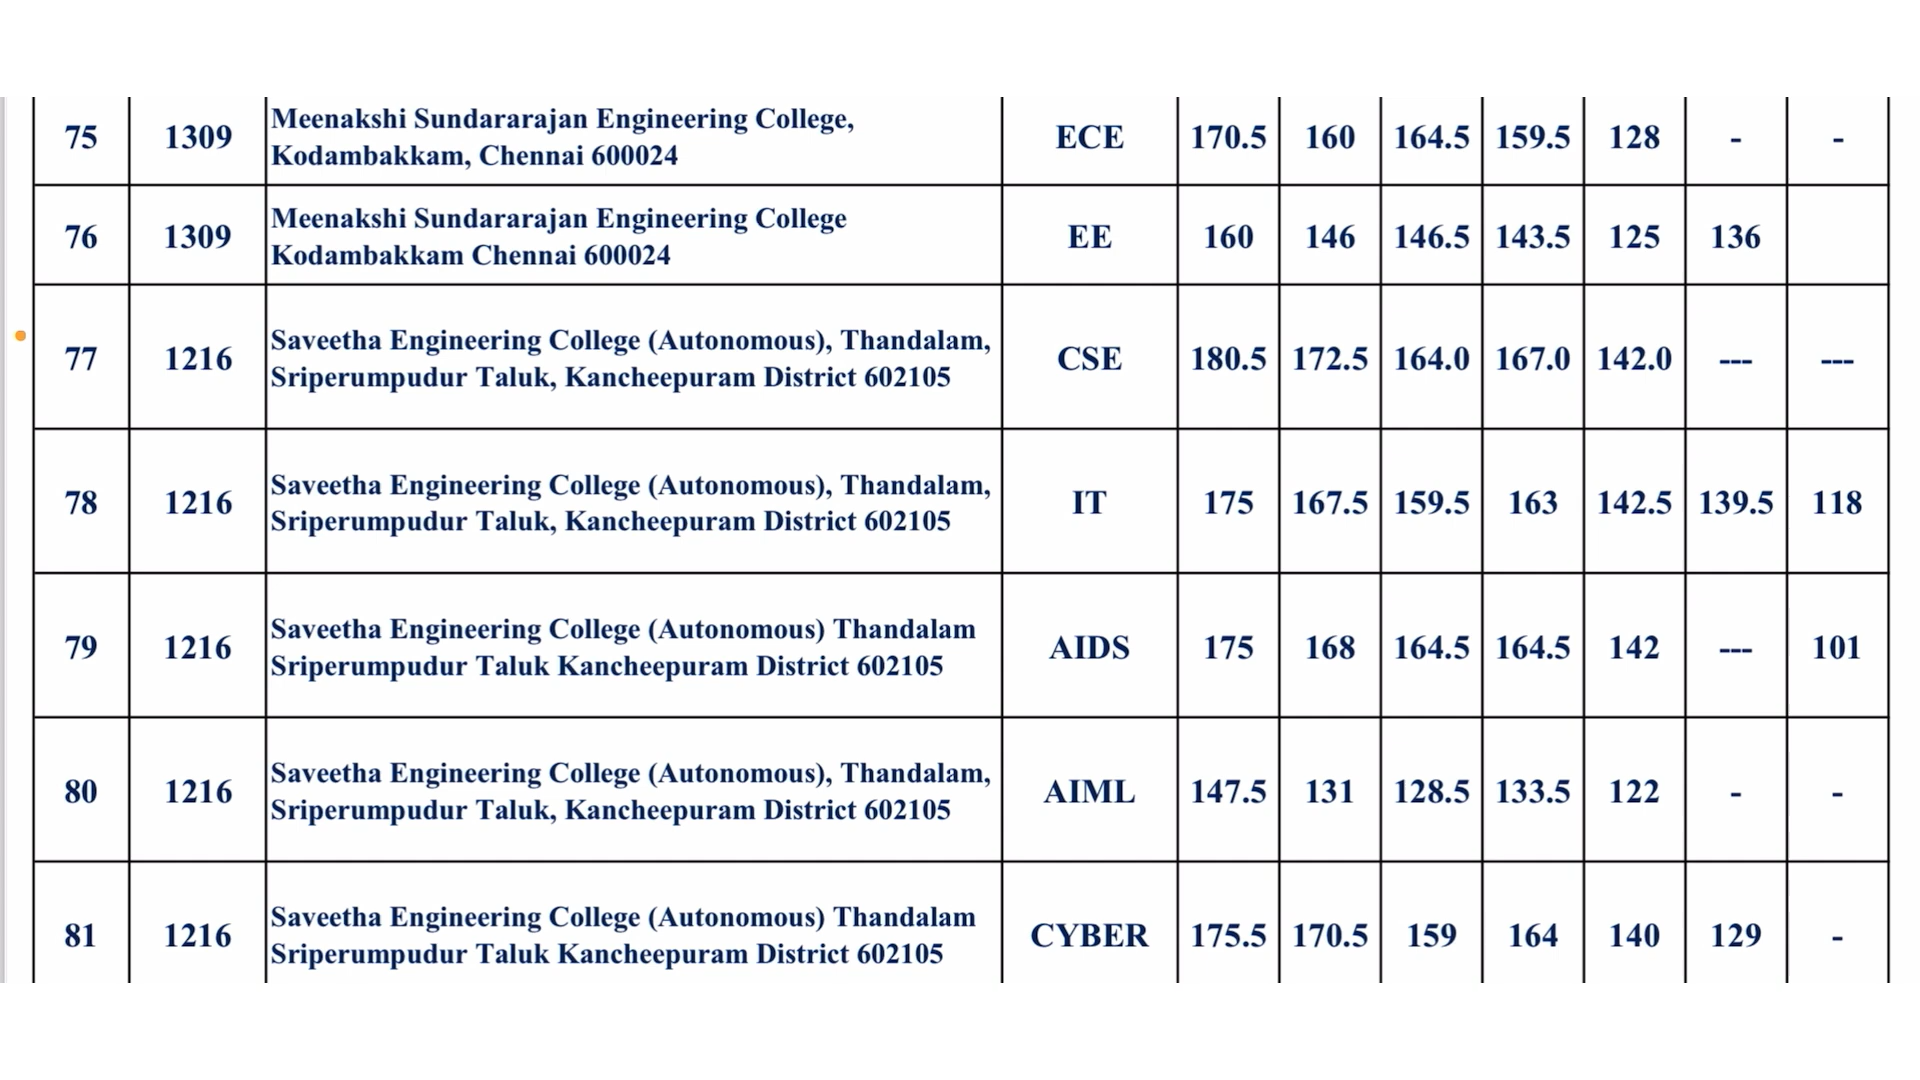 75 1309 Meenakshi Sundararajan Engineering College, Kodambakkam, Chennai 600024 ECE 170.5 160 164.5 159.5 128 - -
76 1309 Meenakshi Sundararajan Engineering College Kodambakkam Chennai 600024 EE 160 146 146.5 143.5 125 136
77 1216 Saveetha Engineering College (Autonomous), Thandalam, Sriperumpudur Taluk, Kancheepuram District 602105 CSE 180.5 172.5 164.0 167.0 142.0 --- ---
78 1216 Saveetha Engineering College (Autonomous), Thandalam, Sriperumpudur Taluk, Kancheepuram District 602105 IT 175 167.5 159.5 163 142.5 139.5 118
79 1216 Saveetha Engineering College (Autonomous) Thandalam Sriperumpudur Taluk Kancheepuram District 602105 AIDS 175 168 164.5 164.5 142 --- 101
80 1216 Saveetha Engineering College (Autonomous), Thandalam, Sriperumpudur Taluk, Kancheepuram District 602105 AIML 147.5 131 128.5 133.5 122 - -
81 1216 Saveetha Engineering College (Autonomous) Thandalam Sriperumpudur Taluk Kancheepuram District 602105 CYBER 175.5 170.5 159 164 140 129 -